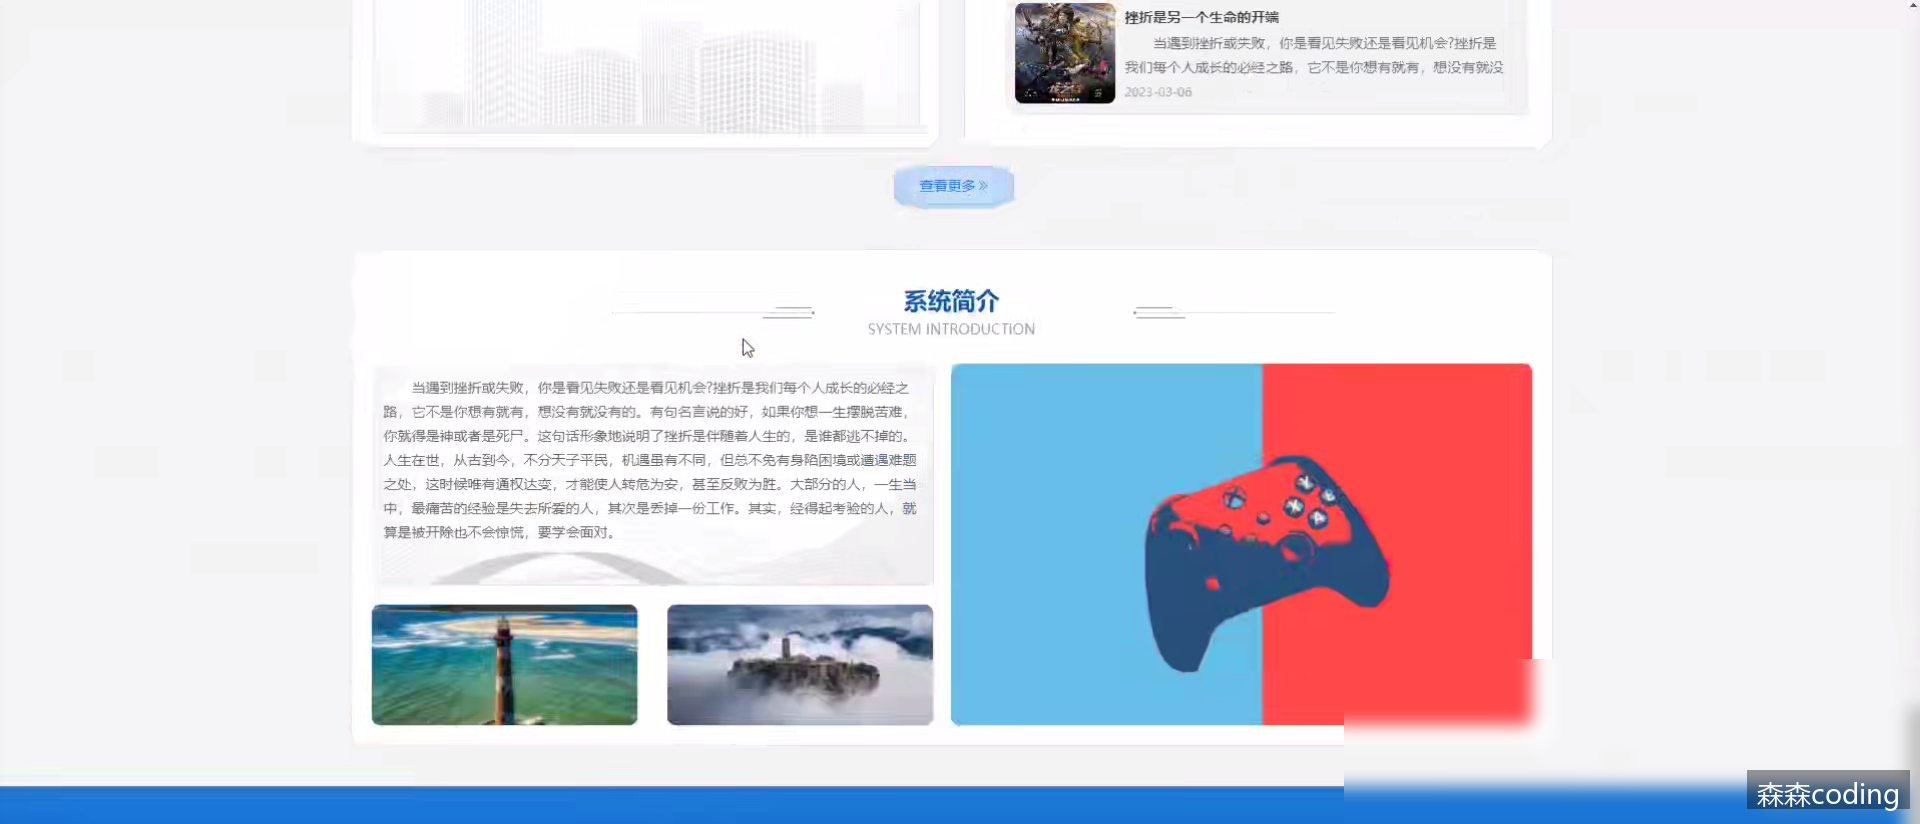 挫折是另一个生命的开端
当遇到挫折或失败，你是看见失败还是看见机会?挫折是
我们每个人成长的必经之路，它不是你想有就有，想没有就没
2023-03-06
查看更多 »
系统简介
SYSTEM INTRODUCTION
当遇到挫折或失败，你是看见失败还是看见机会?挫折是我们每个人成长的必经之
路，它不是你想有就有，想没有就没有的。有句名言说的好，如果你想一生摆脱苦难，
你就得是神或者是死尸。这句话形象地说明了挫折是伴随着人生的，是谁都逃不掉的。
人生在世，从古到今，不分天子平民，机遇虽有不同，但总不免有身陷困境或遭遇难题
之处，这时候唯有通权达变，才能使人转危为安，甚至反败为胜。大部分的人，一生当
中，最痛苦的经验是失去所爱的人，其次是丢掉一份工作。其实，经得起考验的人，就
算是被开除也不会惊慌，要学会面对。
森森coding